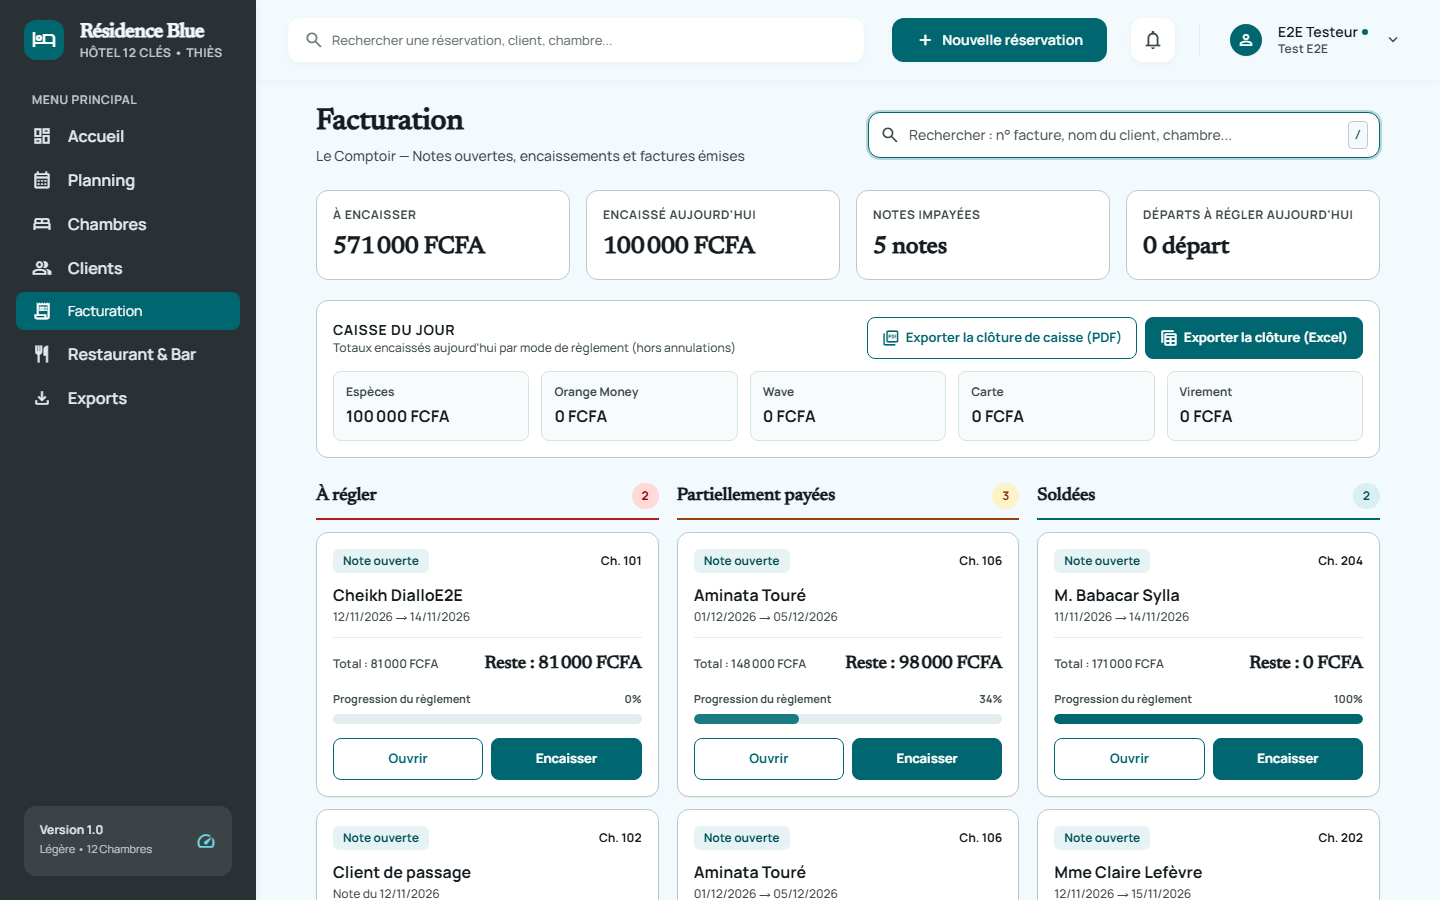 Résidence Blue
HÔTEL 12 CLÉS • THIÈS
MENU PRINCIPAL
Accueil
Planning
Chambres
Clients
Facturation
Restaurant & Bar
Exports
Version 1.0
Légère • 12 Chambres
Rechercher une réservation, client, chambre...
+ Nouvelle réservation
E2E Testeur
Test E2E
Facturation
Le Comptoir — Notes ouvertes, encaissements et factures émises
Rechercher : n° facture, nom du client, chambre... /
À ENCAISSER
571 000 FCFA
ENCAISSÉ AUJOURD'HUI
100 000 FCFA
NOTES IMPAYÉES
5 notes
DÉPARTS À RÉGLER AUJOURD'HUI
0 départ
CAISSE DU JOUR
Totaux encaissés aujourd'hui par mode de règlement (hors annulations)
Exporter la clôture de caisse (PDF)
Exporter la clôture (Excel)
Espèces
100 000 FCFA
Orange Money
0 FCFA
Wave
0 FCFA
Carte
0 FCFA
Virement
0 FCFA
À régler 2
Note ouverte Ch. 101
Cheikh DialloE2E
12/11/2026 → 14/11/2026
Total : 81 000 FCFA Reste : 81 000 FCFA
Progression du règlement 0%
Ouvrir Encaisser
Note ouverte Ch. 102
Client de passage
Note du 12/11/2026
Partiellement payées 3
Note ouverte Ch. 106
Aminata Touré
01/12/2026 → 05/12/2026
Total : 148 000 FCFA Reste : 98 000 FCFA
Progression du règlement 34%
Ouvrir Encaisser
Note ouverte Ch. 106
Aminata Touré
01/12/2026 → 05/12/2026
Soldées 2
Note ouverte Ch. 204
M. Babacar Sylla
11/11/2026 → 14/11/2026
Total : 171 000 FCFA Reste : 0 FCFA
Progression du règlement 100%
Ouvrir Encaisser
Note ouverte Ch. 202
Mme Claire Lefèvre
12/11/2026 → 15/11/2026